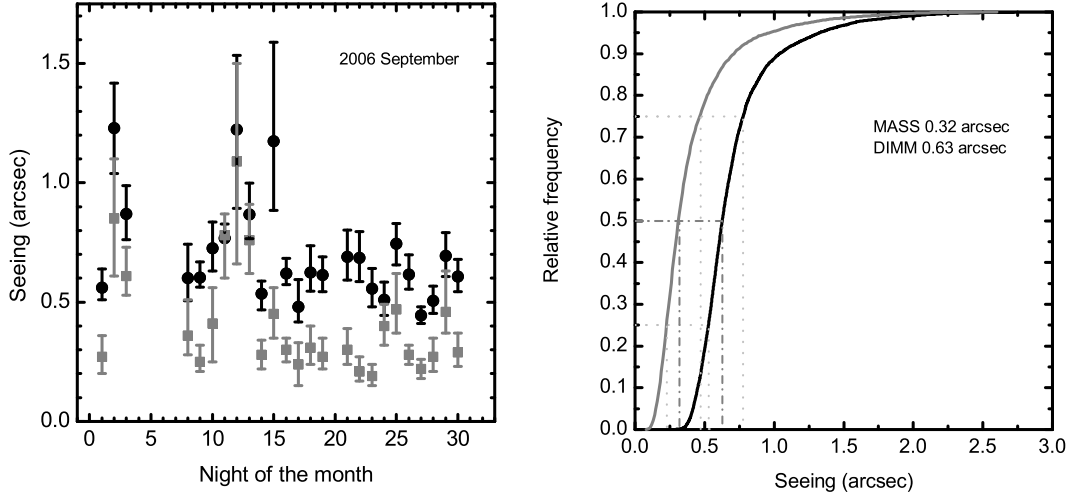 1.5
1.0
0.5
0.0
Seeing (arcsec)
2006 September
0 5 10 15 20 25 30
Night of the month
1.0
0.9
0.8
0.7
0.6
0.5
0.4
0.3
0.2
0.1
0.0
Relative frequency
MASS 0.32 arcsec
DIMM 0.63 arcsec
0.0 0.5 1.0 1.5 2.0 2.5 3.0
Seeing (arcsec)